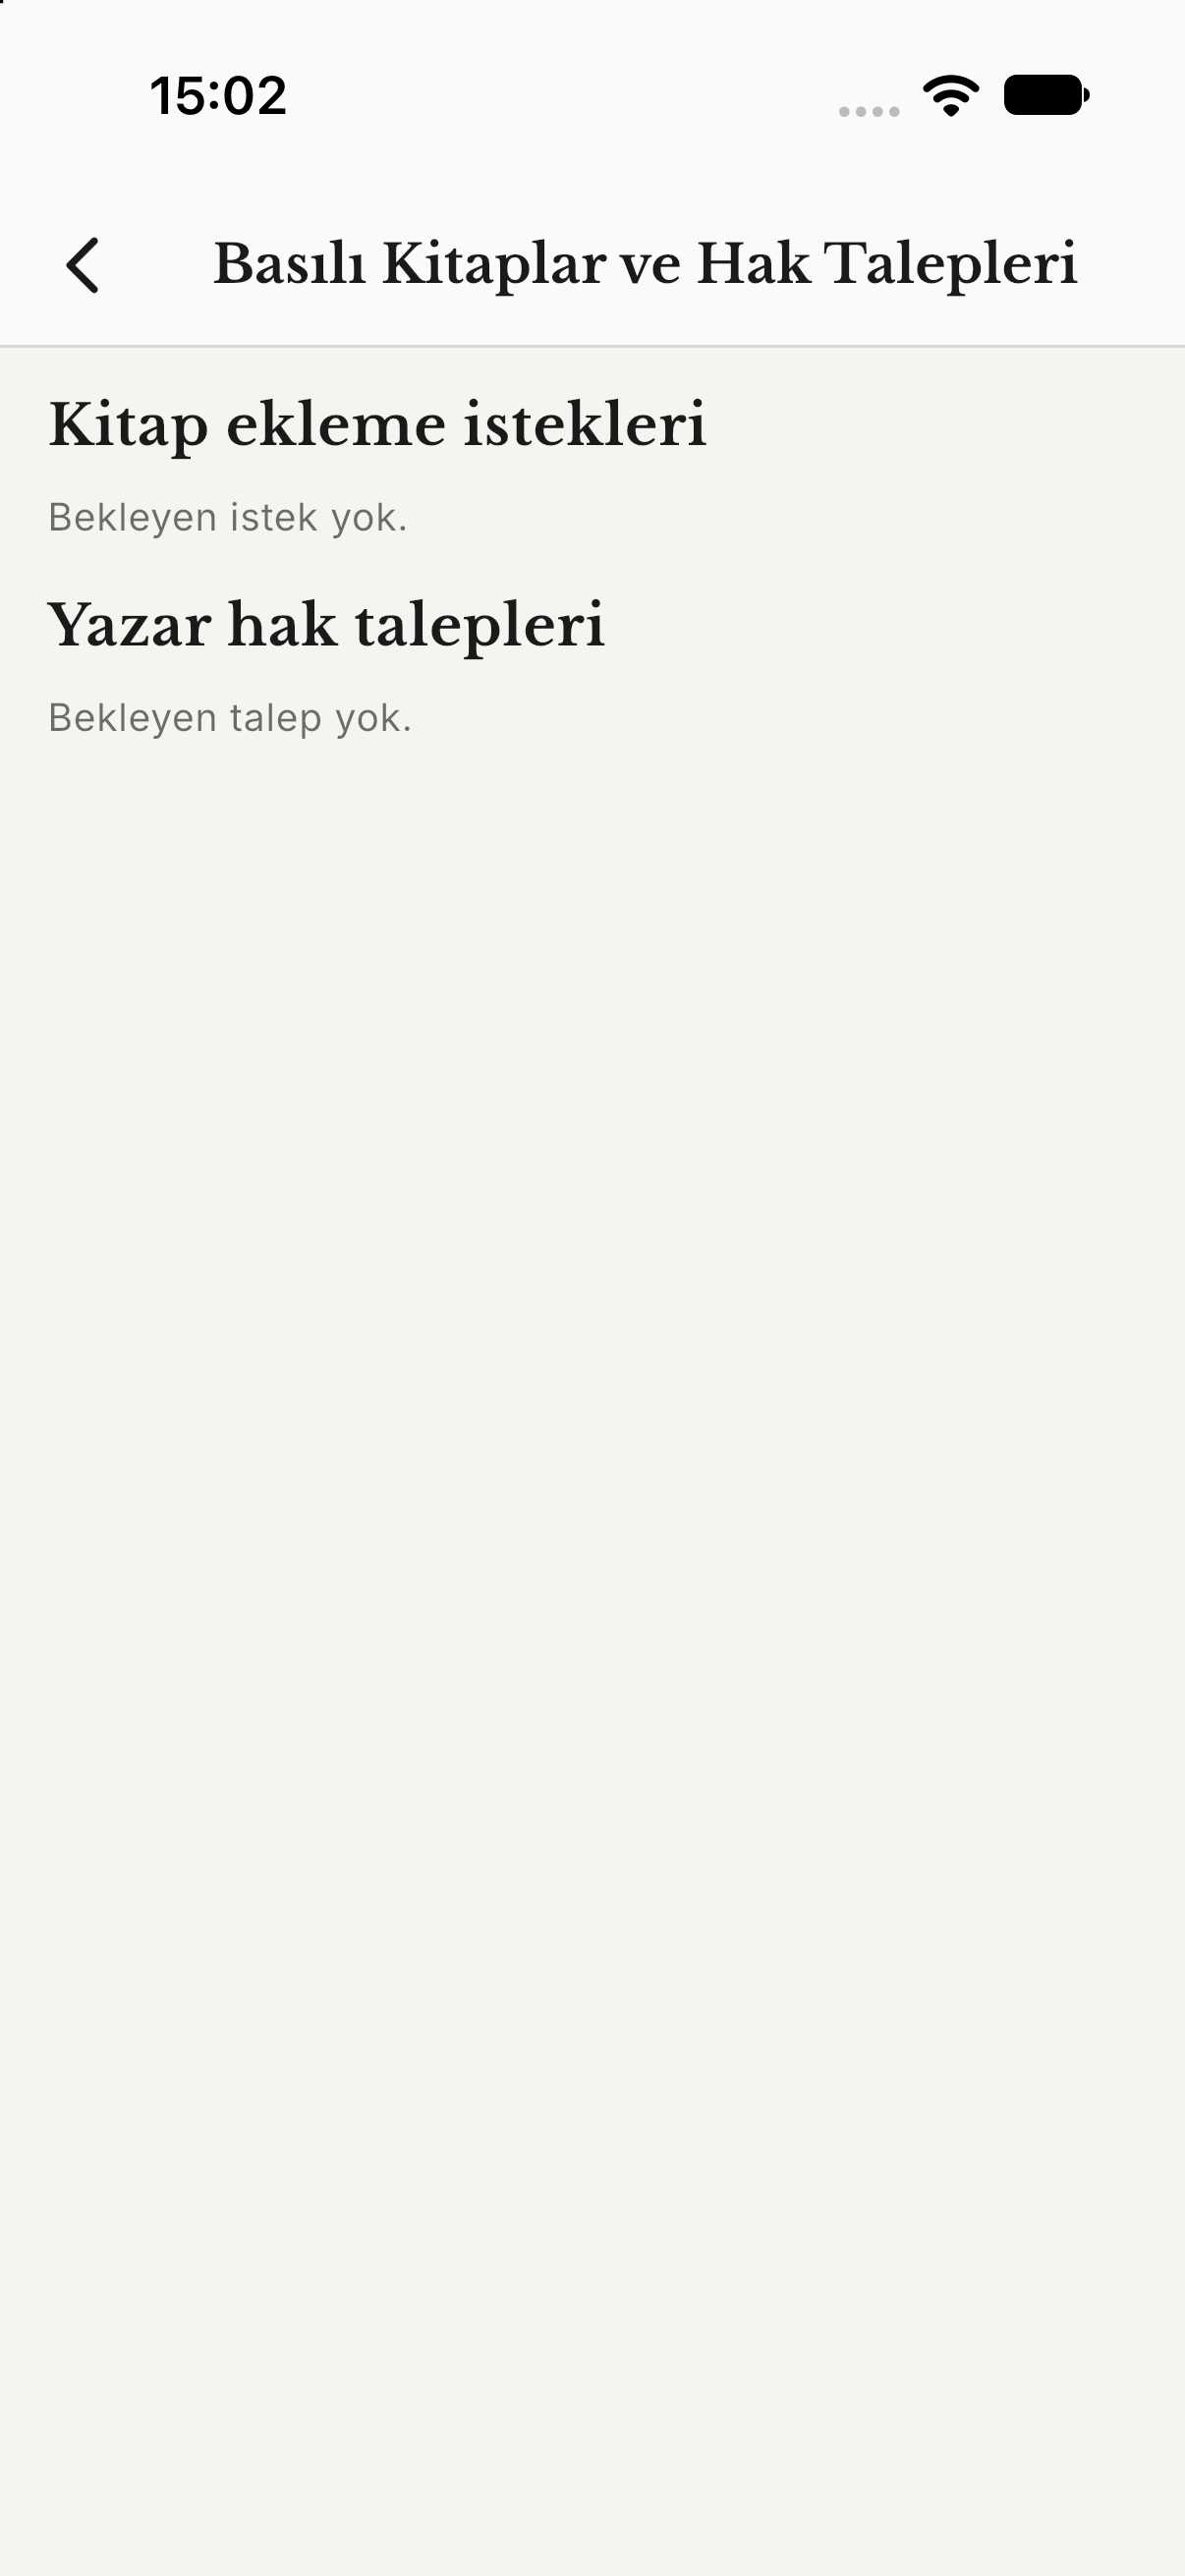 15:02
Basılı Kitaplar ve Hak Talepleri
Kitap ekleme istekleri
Bekleyen istek yok.
Yazar hak talepleri
Bekleyen talep yok.